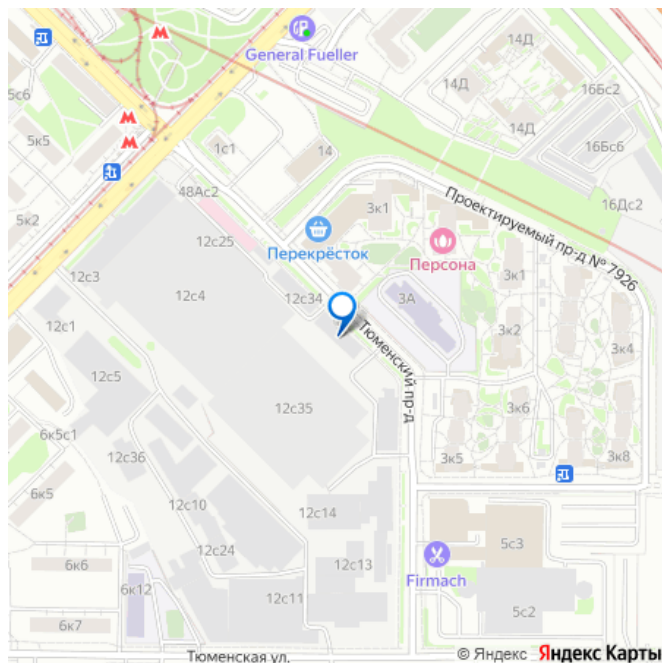 General Fueller
14Д
14Д
14Д
16Бс2
16Бс6
16Дс2
5с6
М
М
М
5к5
1с1
14
48Ас2
3к1
Проектируемый пр-д № 7926
5к2
12с25
Перекрёсток
Персона
3к1
12с3
12с4
12с34
3А
12с1
Тюменский пр-д
3к2
3к4
12с5
12с35
6к5с1
3к6
12с36
3к5
3к8
6к5
12с10
12с14
12с24
5с3
6к6
12с13
Firmach
6к12
12с11
5с2
6к7
Тюменская ул.
© Яндекс Яндекс Карты